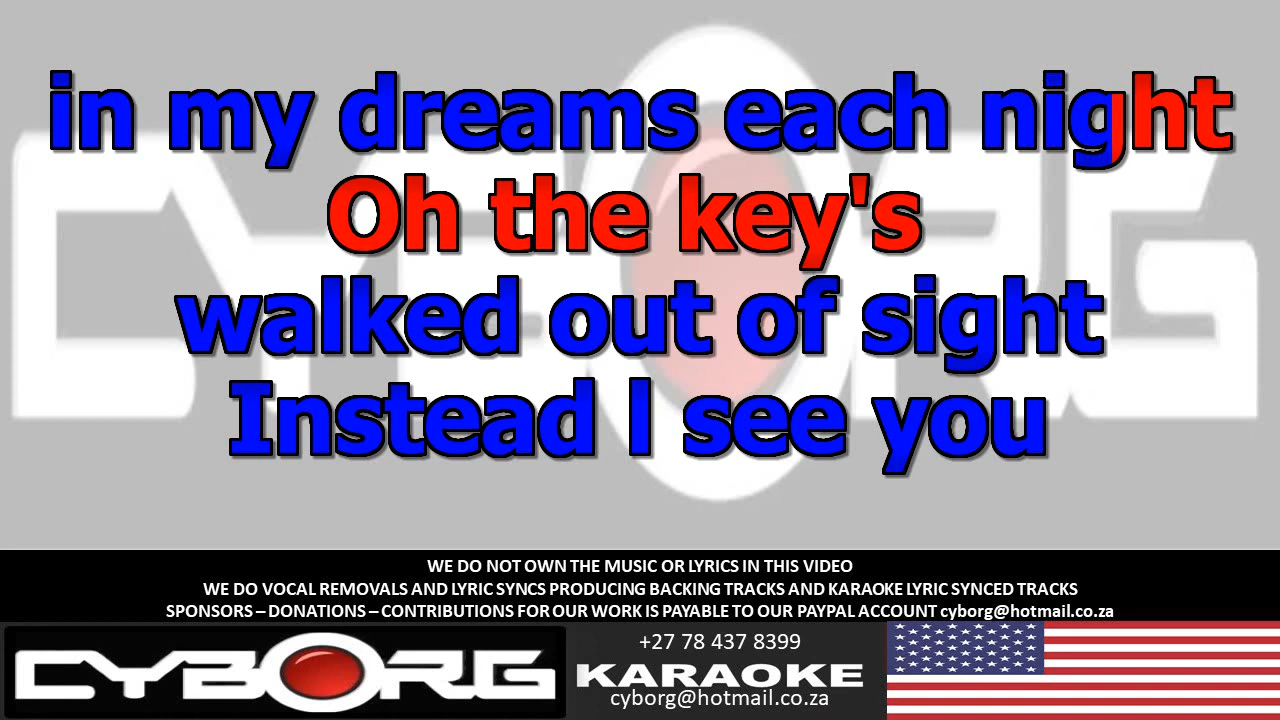 in my dreams each night
Oh the key's
walked out of sight
Instead I see you
WE DO NOT OWN THE MUSIC OR LYRICS IN THIS VIDEO
WE DO VOCAL REMOVALS AND LYRIC SYNCS PRODUCING BACKING TRACKS AND KARAOKE LYRIC SYNCED TRACKS
SPONSORS – DONATIONS – CONTRIBUTIONS FOR OUR WORK IS PAYABLE TO OUR PAYPAL ACCOUNT cyborg@hotmail.co.za
CYBORG
+27 78 437 8399
KARAOKE
cyborg@hotmail.co.za